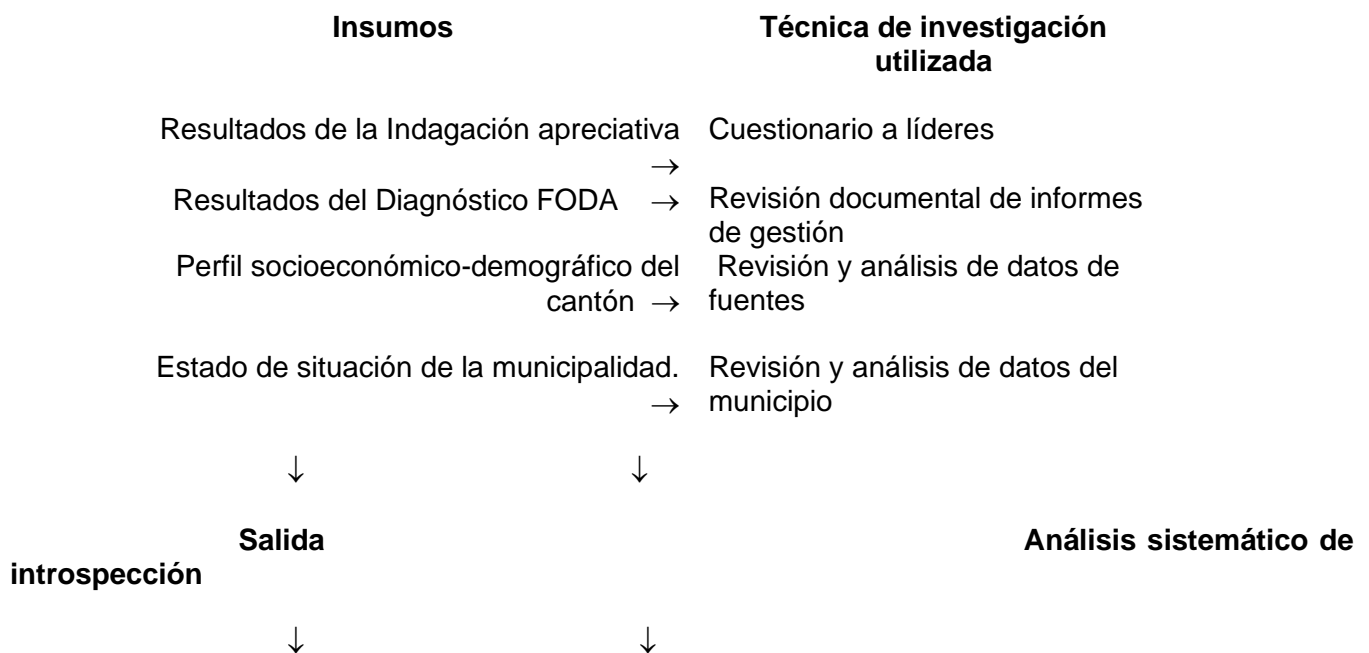 Insumos Técnica de investigación
utilizada
Resultados de la Indagación apreciativa Cuestionario a líderes
→
Resultados del Diagnóstico FODA → Revisión documental de informes
de gestión
Perfil socioeconómico-demográfico del Revisión y análisis de datos de
cantón → fuentes
Estado de situación de la municipalidad. Revisión y análisis de datos del
→ municipio
↓ ↓
Salida Análisis sistemático de
introspección
↓ ↓